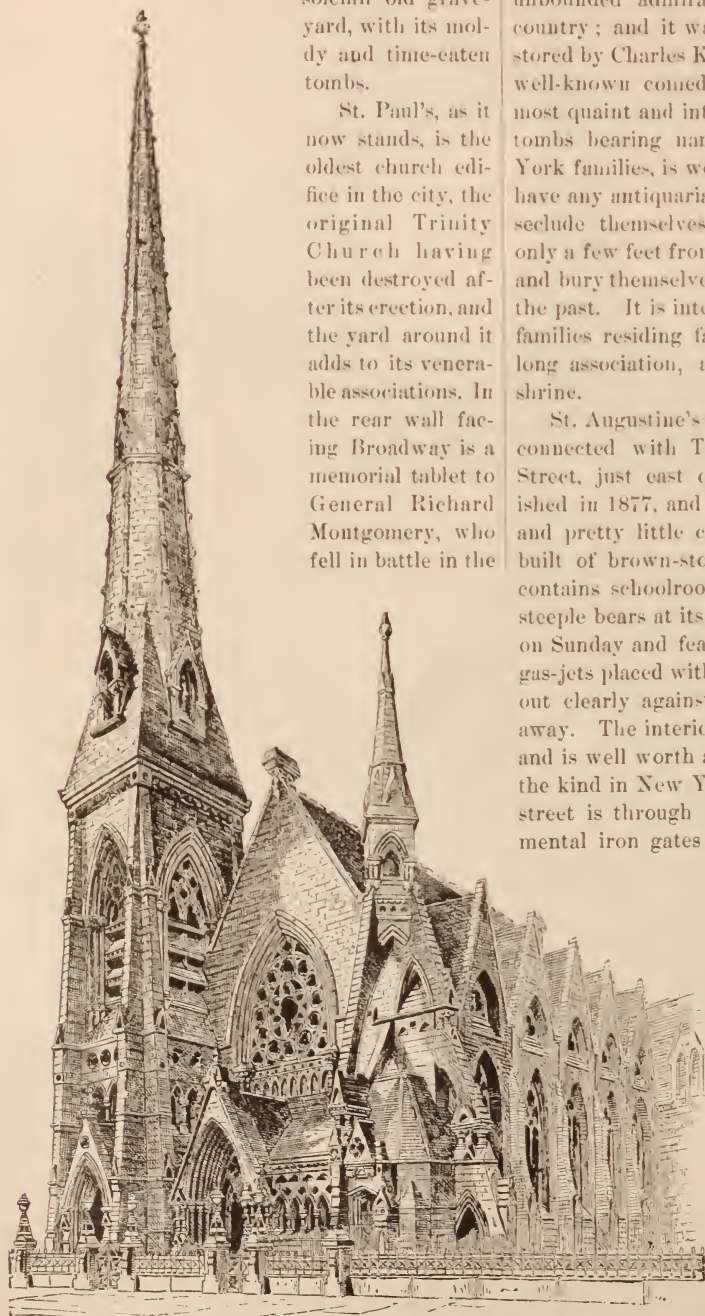 solemn old grave-
yard, with its mol-
dy and time-eaten
tombs.
St. Paul's, as it
now stands, is the
oldest church edi-
fice in the city, the
original Trinity
Church having
been destroyed af-
ter its erection, and
the yard around it
adds to its venera-
ble associations. In
the rear wall fac-
ing Broadway is a
memorial tablet to
General Richard
Montgomery, who
fell in battle in the
unbounded admira
country; and it wa
stored by Charles K
well-known comed
most quaint and int
tombs bearing nam
York families, is we
have any antiquaria
seclude themselves
only a few feet fron
and bury themselve
the past. It is inte
families residing fa
long association, a
shrine.
St. Augustine's
connected with T
Street, just east o
ished in 1877, and
and pretty little c
built of brown-sto
contains schoolroo
steeple bears at its
on Sunday and fea
gas-jets placed with
out clearly agains
away. The interio
and is well worth a
the kind in New Y
street is through
mental iron gates